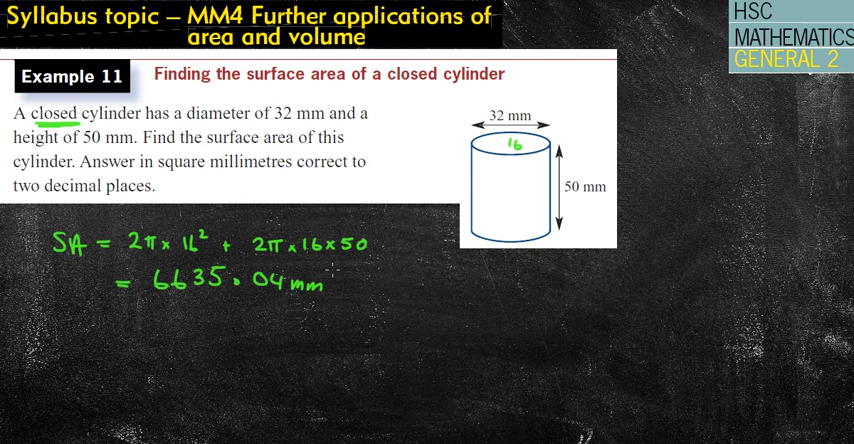 Syllabus topic – MM4 Further applications of
area and volume
HSC
MATHEMATICS
GENERAL 2
Example 11 Finding the surface area of a closed cylinder
A closed cylinder has a diameter of 32 mm and a
height of 50 mm. Find the surface area of this
cylinder. Answer in square millimetres correct to
two decimal places.
32 mm
16
50 mm
SA = 2π × 16² + 2π × 16 × 50
= 6635.04 mm